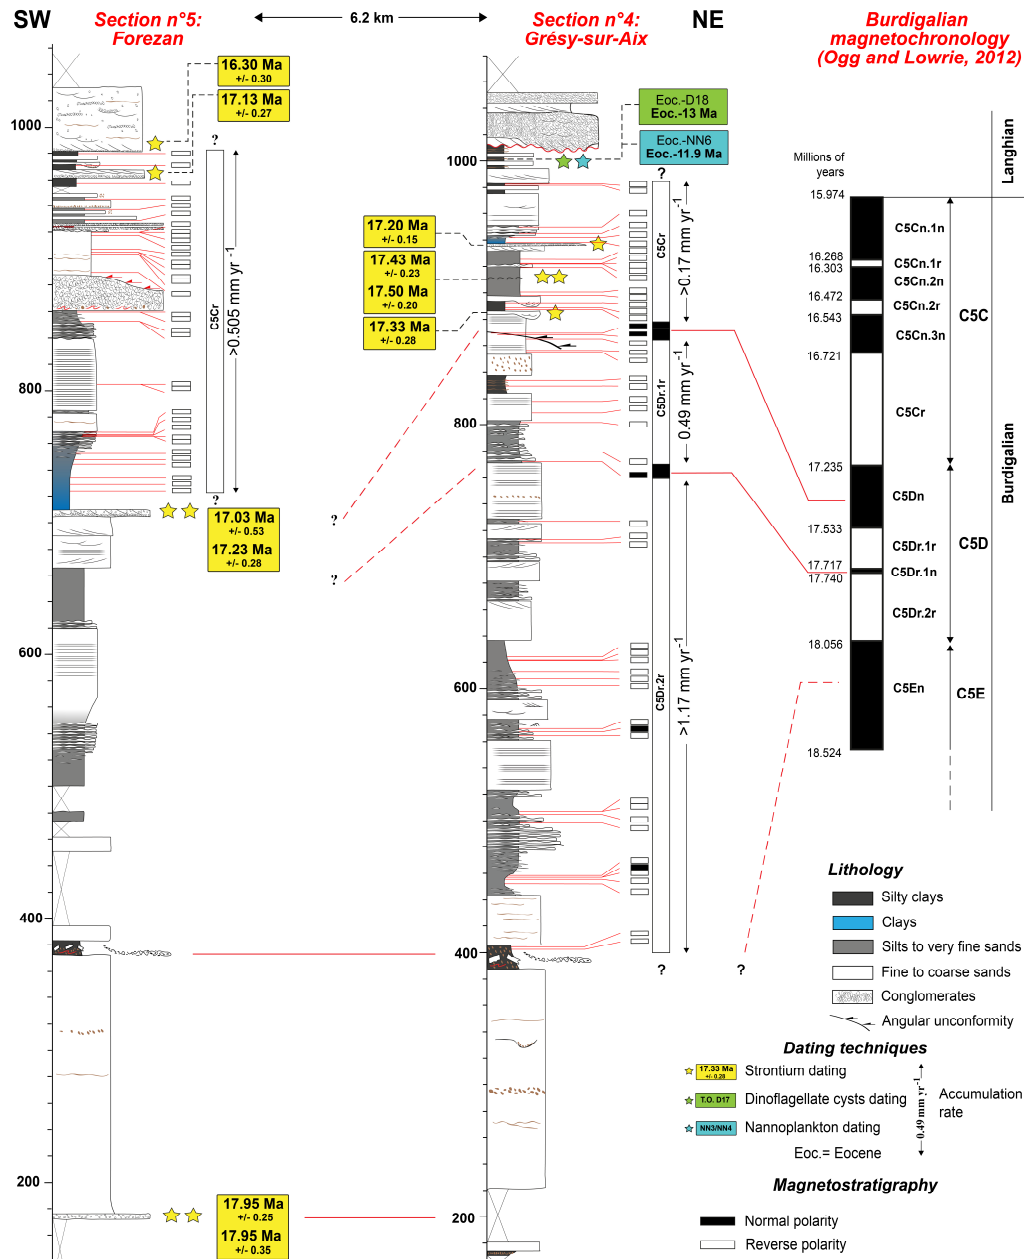 SW
Section n°5:
Forezan
6.2 km
Section n°4:
Grésy-sur-Aix
NE
Burdigalian
magnetochronology
(Ogg and Lowrie, 2012)
16.30 Ma
+/- 0.30
17.13 Ma
+/- 0.27
1000
?
C5Cr
>0.505 mm yr-1
800
?
17.03 Ma
+/- 0.53
17.23 Ma
+/- 0.28
600
400
200
17.95 Ma
+/- 0.25
17.95 Ma
+/- 0.35
?
?
17.20 Ma
+/- 0.15
17.43 Ma
+/- 0.23
17.50 Ma
+/- 0.20
17.33 Ma
+/- 0.28
Eoc.-D18
Eoc.-13 Ma
Eoc.-NN6
Eoc.-11.9 Ma
1000
?
C5Cr
>0.17 mm yr-1
C5Dr.1r
0.49 mm yr-1
800
C5Dr.2r
>1.17 mm yr-1
600
400
?
?
200
Millions of
years
15.974
16.268
16.303
16.472
16.543
16.721
17.235
17.533
17.717
17.740
18.056
18.524
C5Cn.1n
C5Cn.1r
C5Cn.2n
C5Cn.2r
C5Cn.3n
C5Cr
C5Dn
C5Dr.1r
C5Dr.1n
C5Dr.2r
C5En
C5C
C5D
C5E
Langhian
Burdigalian
Lithology
Silty clays
Clays
Silts to very fine sands
Fine to coarse sands
Conglomerates
Angular unconformity
Dating techniques
17.33 Ma
+/- 0.28
Strontium dating
T.O. D17
Dinoflagellate cysts dating
NN3/NN4
Nannoplankton dating
Eoc.= Eocene
0.49 mm yr-1
Accumulation
rate
Magnetostratigraphy
Normal polarity
Reverse polarity